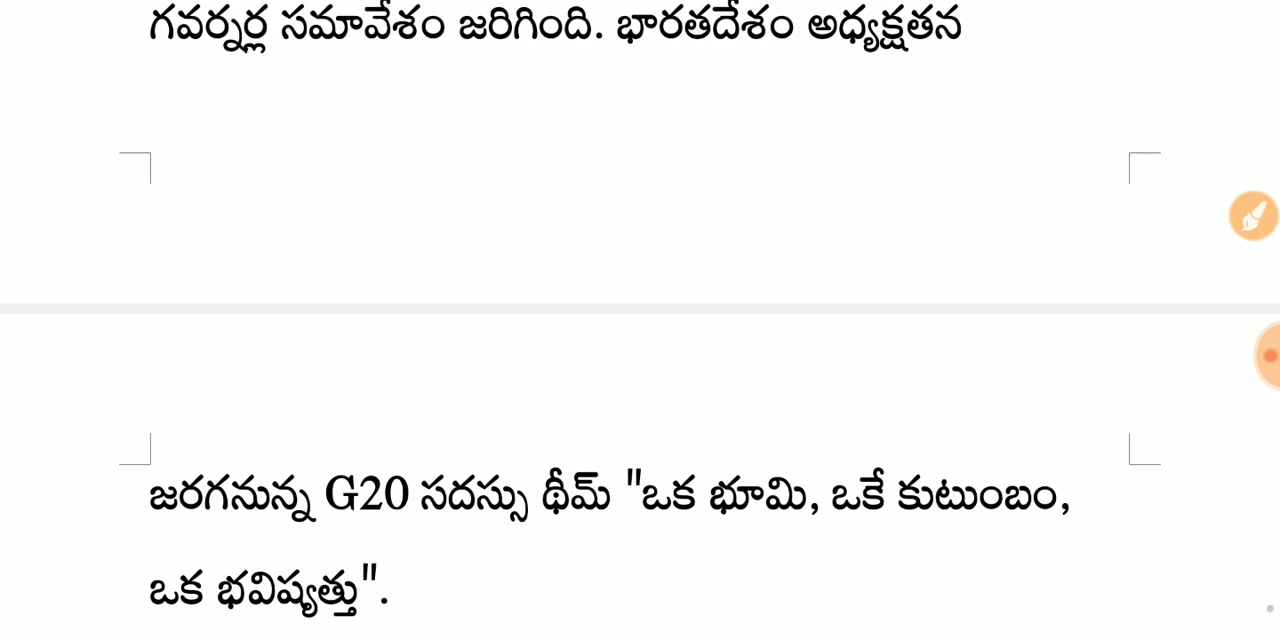 గవర్నర్ల సమావేశం జరిగింది. భారతదేశం అధ్యక్షతన
జరగనున్న G20 సదస్సు థీమ్ "ఒక భూమి, ఒకే కుటుంబం,
ఒక భవిష్యత్తు".